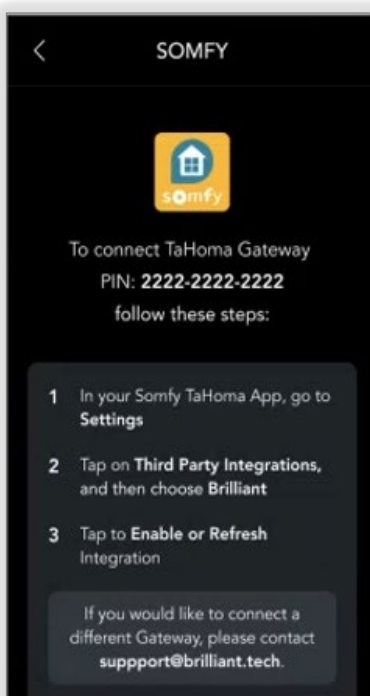 SOMFY
somfy
To connect TaHoma Gateway
PIN: 2222-2222-2222
follow these steps:
1 In your Somfy TaHoma App, go to
Settings
2 Tap on Third Party Integrations,
and then choose Brilliant
3 Tap to Enable or Refresh
Integration
If you would like to connect a
different Gateway, please contact
suppport@brilliant.tech.